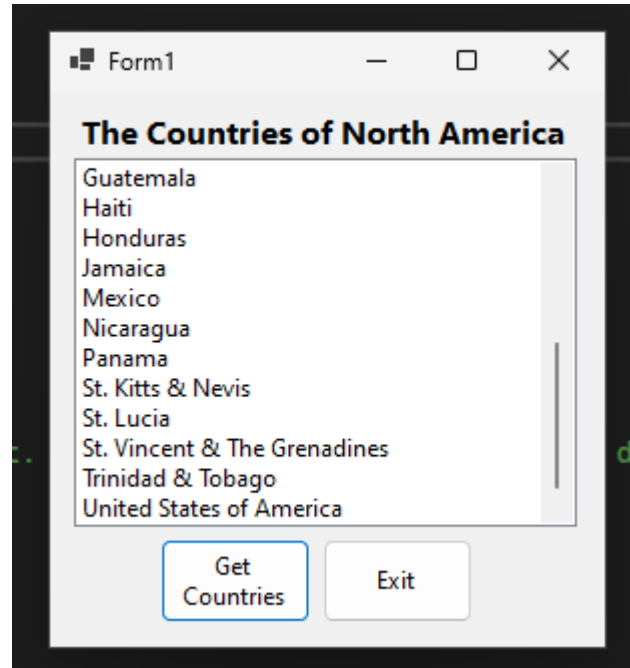 Form1
The Countries of North America
Guatemala
Haiti
Honduras
Jamaica
Mexico
Nicaragua
Panama
St. Kitts & Nevis
St. Lucia
St. Vincent & The Grenadines
Trinidad & Tobago
United States of America
c.
d
Get
Countries
Exit